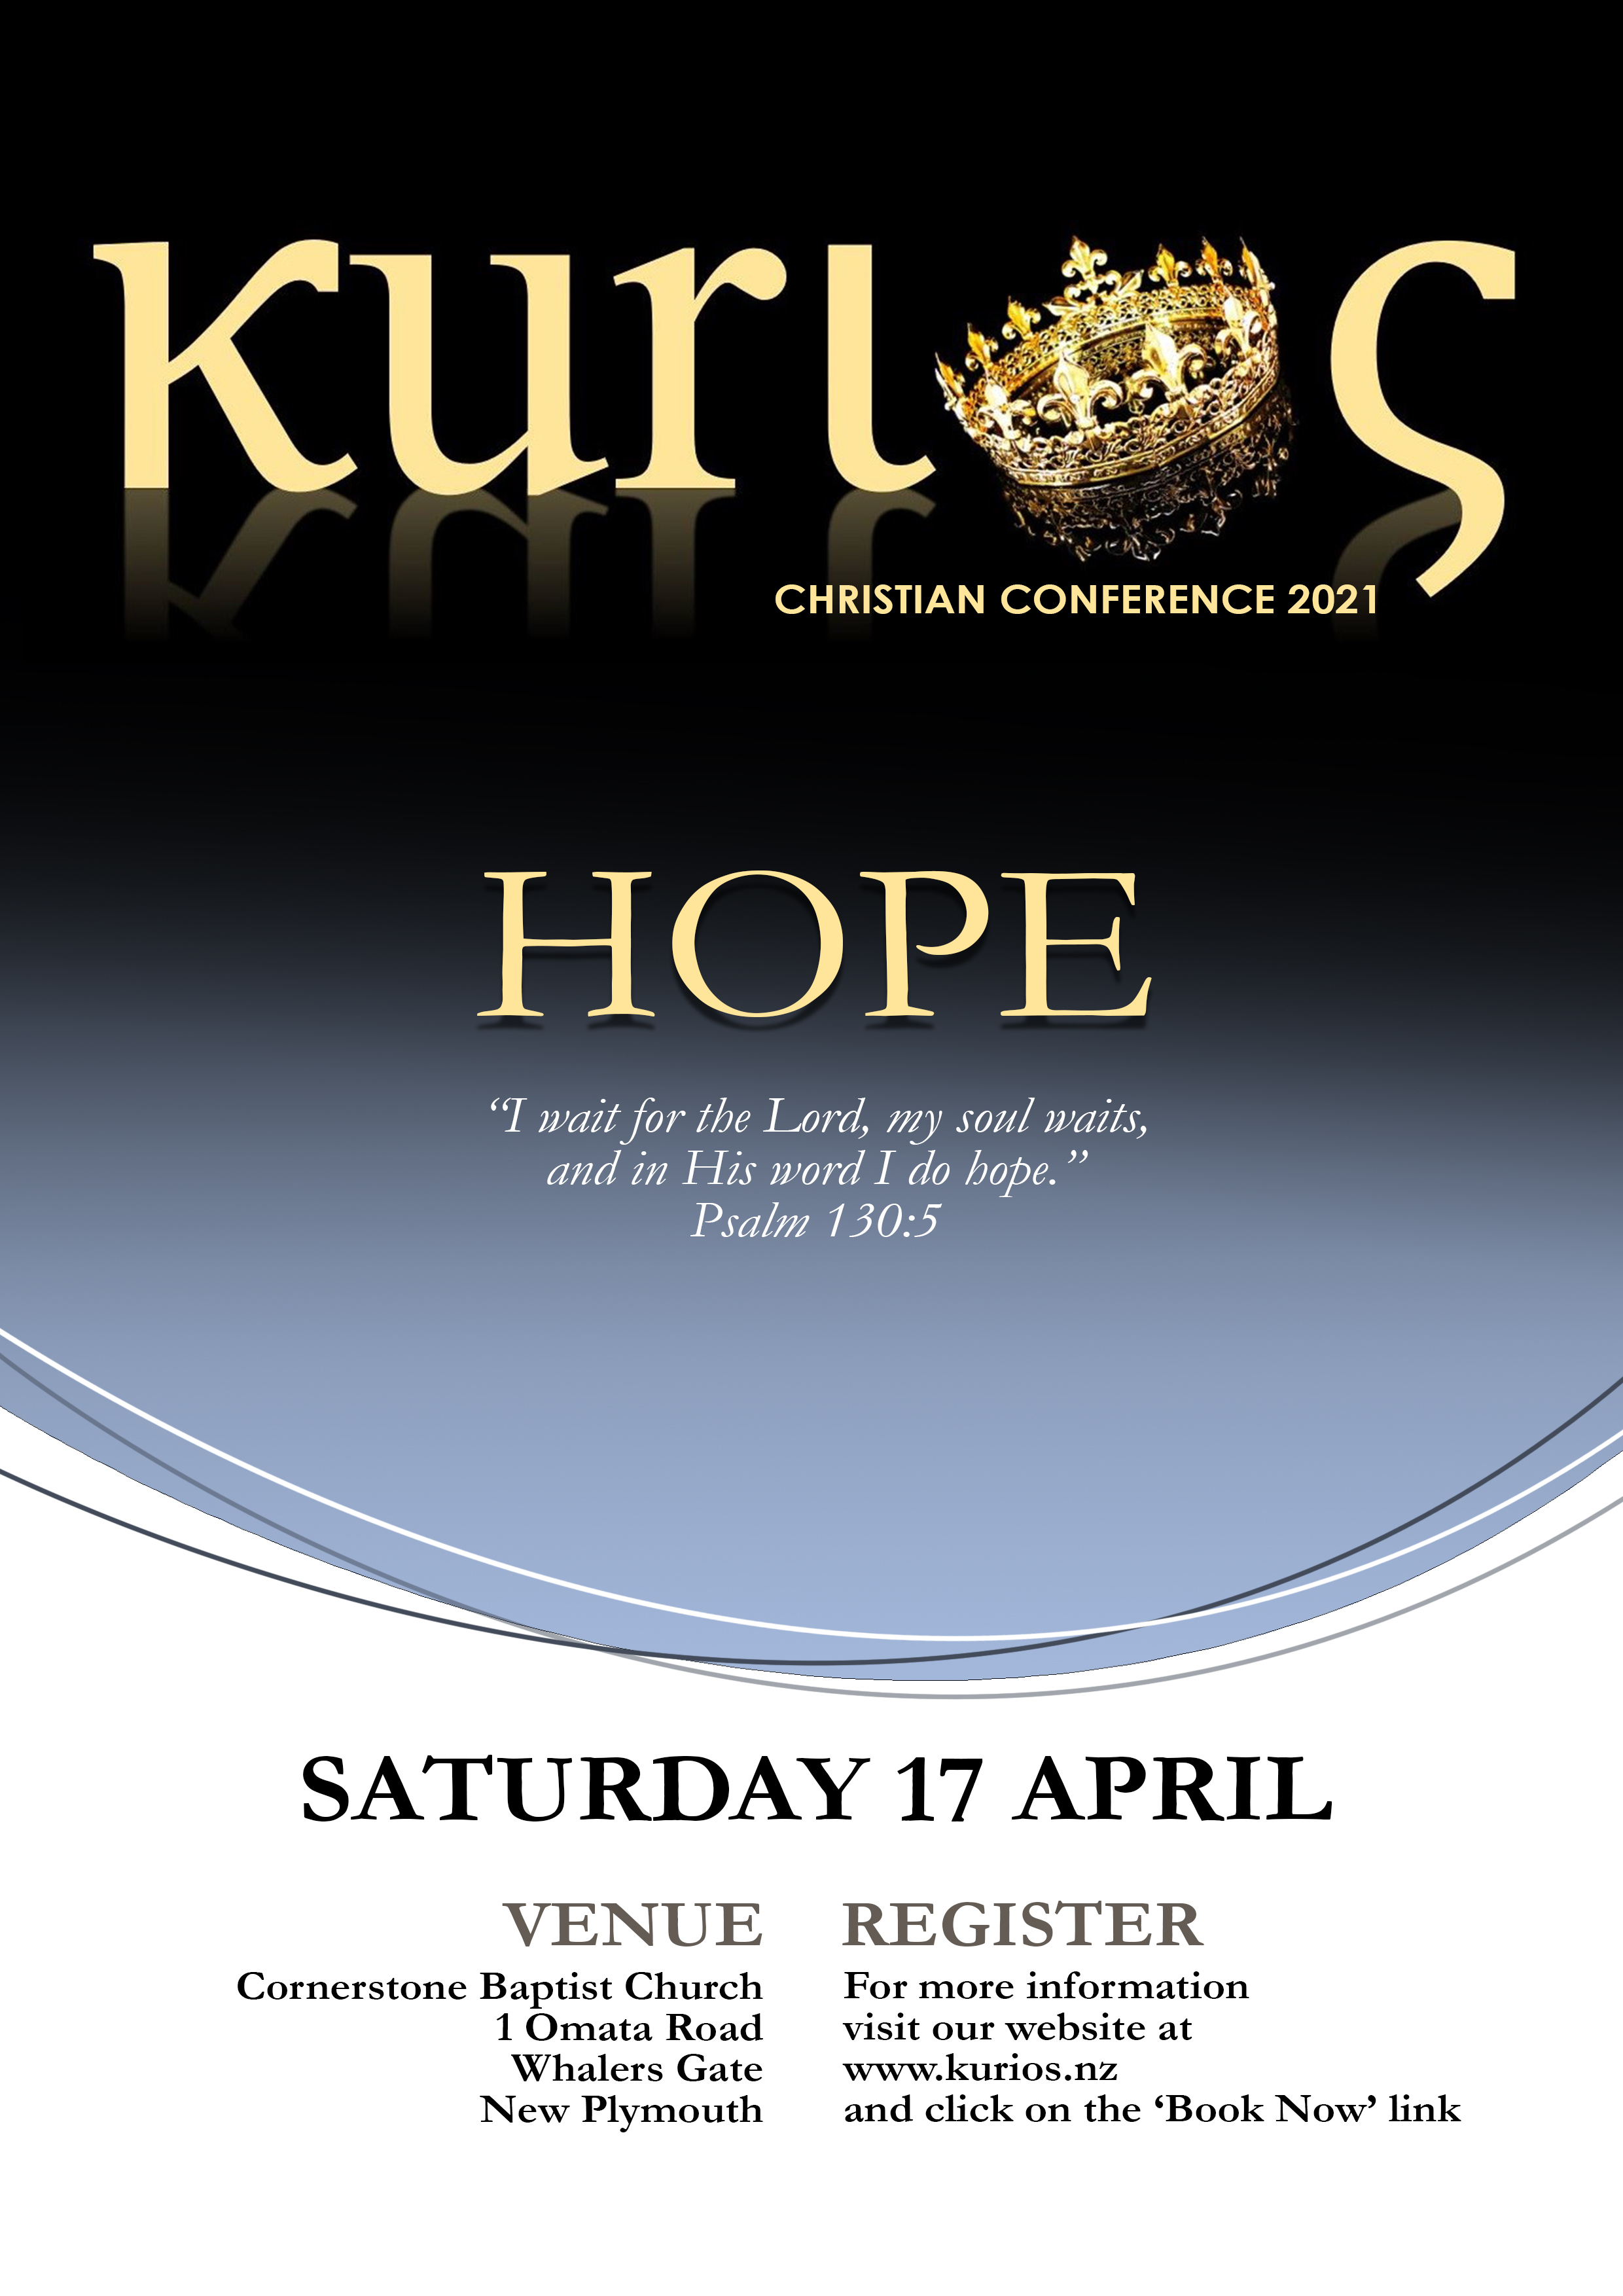 κurιας
CHRISTIAN CONFERENCE 2021
HOPE
“I wait for the Lord, my soul waits,
and in His word I do hope.”
Psalm 130:5
SATURDAY 17 APRIL
VENUE
Cornerstone Baptist Church
1 Omata Road
Whalers Gate
New Plymouth
REGISTER
For more information
visit our website at
www.kurios.nz
and click on the ‘Book Now’ link